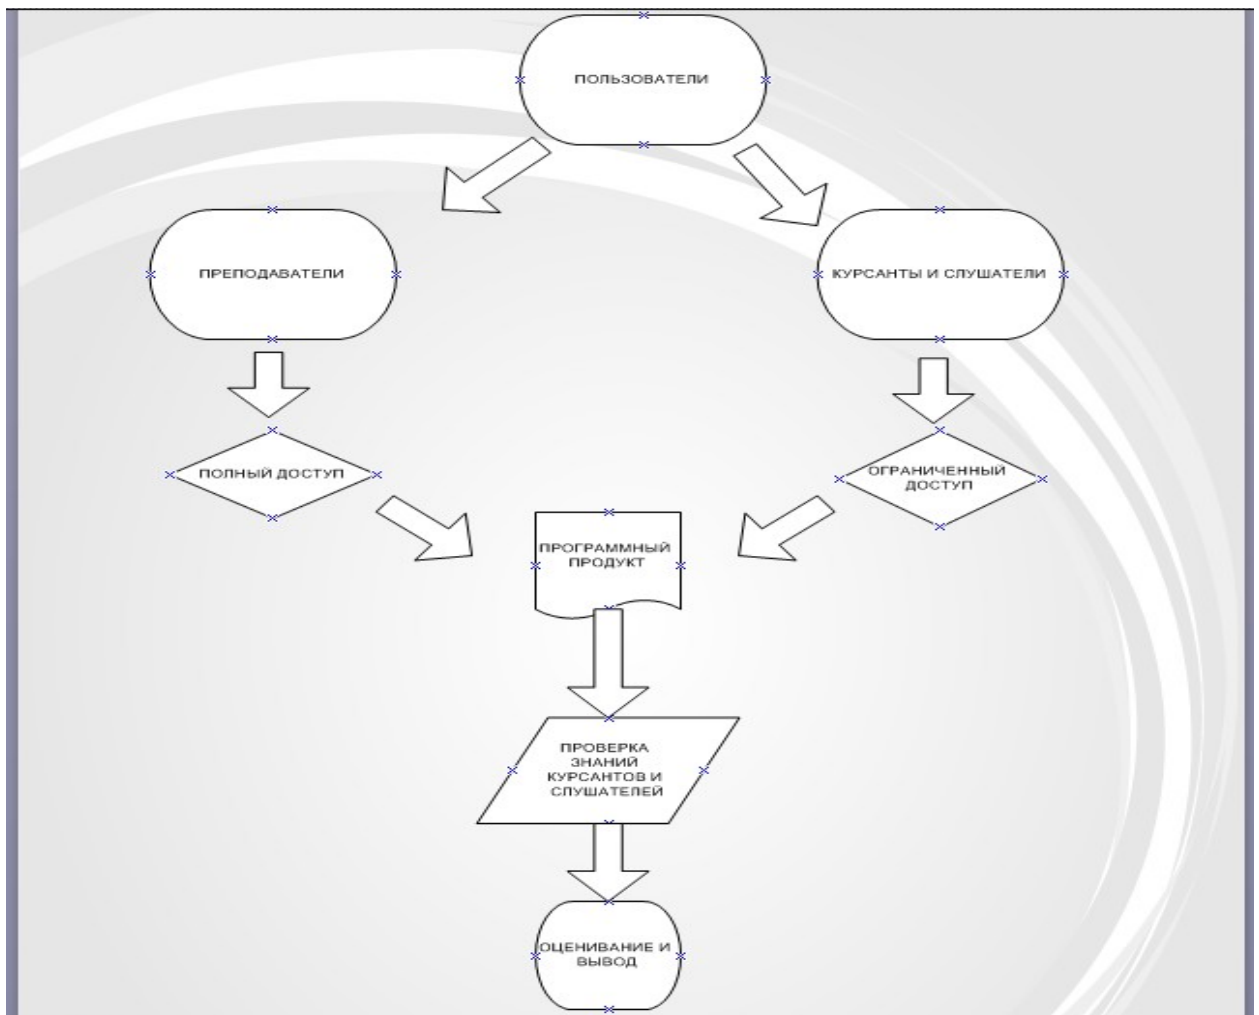 ПОЛЬЗОВАТЕЛИ
ПРЕПОДАВАТЕЛИ
КУРСАНТЫ И СЛУШАТЕЛИ
ПОЛНЫЙ ДОСТУП
ОГРАНИЧЕННЫЙ
ДОСТУП
ПРОГРАММНЫЙ
ПРОДУКТ
ПРОВЕРКА
ЗНАНИЙ
КУРСАНТОВ И
СЛУШАТЕЛЕЙ
ОЦЕНИВАНИЕ И
ВЫВОД